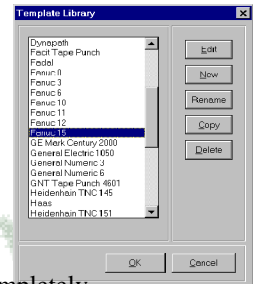 Template Library
Dynapath
Facit Tape Punch
Fadal
Fanuc 0
Fanuc 3
Fanuc 6
Fanuc 10
Fanuc 11
Fanuc 12
Fanuc 15
GE Mark Century 2000
General Electric 1050
General Numeric 3
General Numeric 6
GNT Tape Punch 4601
Heidenhain TNC 145
Haas
Heidenhain TNC 151
Edit
New
Rename
Copy
Delete
OK
Cancel